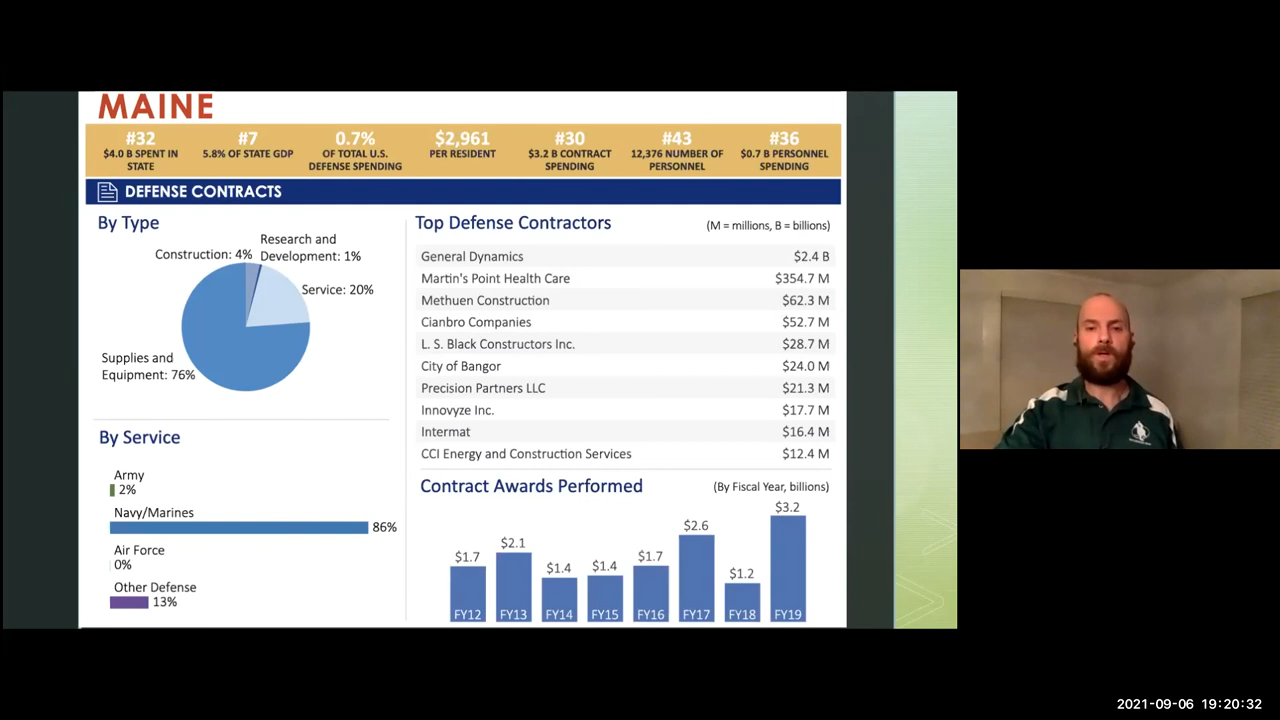 MAINE
#32
$4.0 B SPENT IN
STATE
#7
5.8% OF STATE GDP
0.7%
OF TOTAL U.S.
DEFENSE SPENDING
$2,961
PER RESIDENT
#30
$3.2 B CONTRACT
SPENDING
#43
12,376 NUMBER OF
PERSONNEL
#36
$0.7 B PERSONNEL
SPENDING
DEFENSE CONTRACTS
By Type
Construction: 4%
Research and
Development: 1%
Service: 20%
Supplies and
Equipment: 76%
By Service
Army
2%
Navy/Marines
86%
Air Force
0%
Other Defense
13%
Top Defense Contractors (M = millions, B = billions)
General Dynamics $2.4 B
Martin's Point Health Care $354.7 M
Methuen Construction $62.3 M
Cianbro Companies $52.7 M
L. S. Black Constructors Inc. $28.7 M
City of Bangor $24.0 M
Precision Partners LLC $21.3 M
Innovyze Inc. $17.7 M
Intermat $16.4 M
CCI Energy and Construction Services $12.4 M
Contract Awards Performed (By Fiscal Year, billions)
$1.7 $2.1 $1.4 $1.4 $1.7 $2.6 $1.2 $3.2
FY12 FY13 FY14 FY15 FY16 FY17 FY18 FY19
2021-09-06 19:20:32